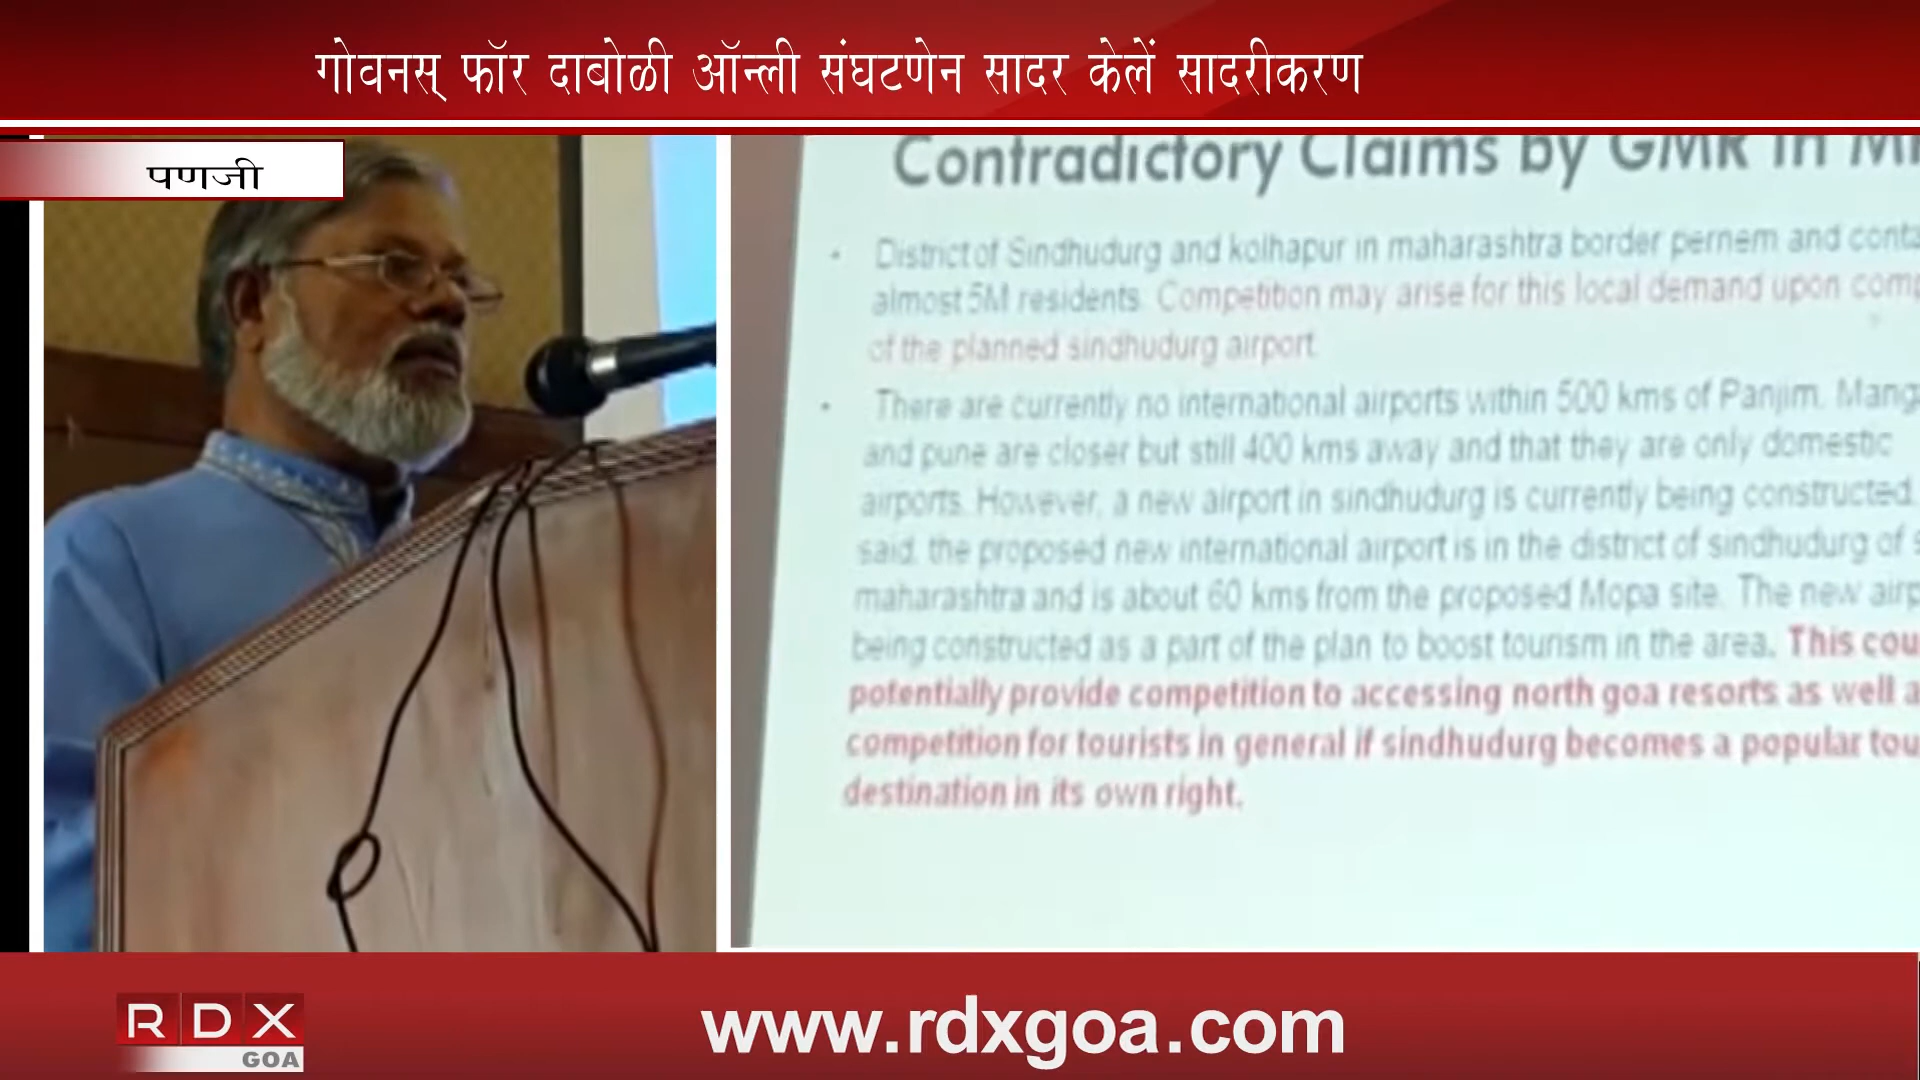 गोवनस् फॉर दाबोळी ऑन्ली संघटणेन सादर केलें सादरीकरण
पणजी
Contradictory Claims by GMR in
• District of Sindhudurg and kolhapur in maharashtra border pernem and
almost 5M residents. Competition may arise for this local demand upon
of the planned sindhudurg airport.
• There are currently no international airports within 500 kms of Panjim.
and pune are closer but still 400 kms away and that they are only domestic
airports. However, a new airport in sindhudurg is currently being constructed.
said, the proposed new international airport is in the district of sindhudurg of
maharashtra and is about 60 kms from the proposed Mopa site. The new
being constructed as a part of the plan to boost tourism in the area. This
potentially provide competition to accessing north goa resorts as well
competition for tourists in general if sindhudurg becomes a popular
destination in its own right.
RDX
GOA
www.rdxgoa.com